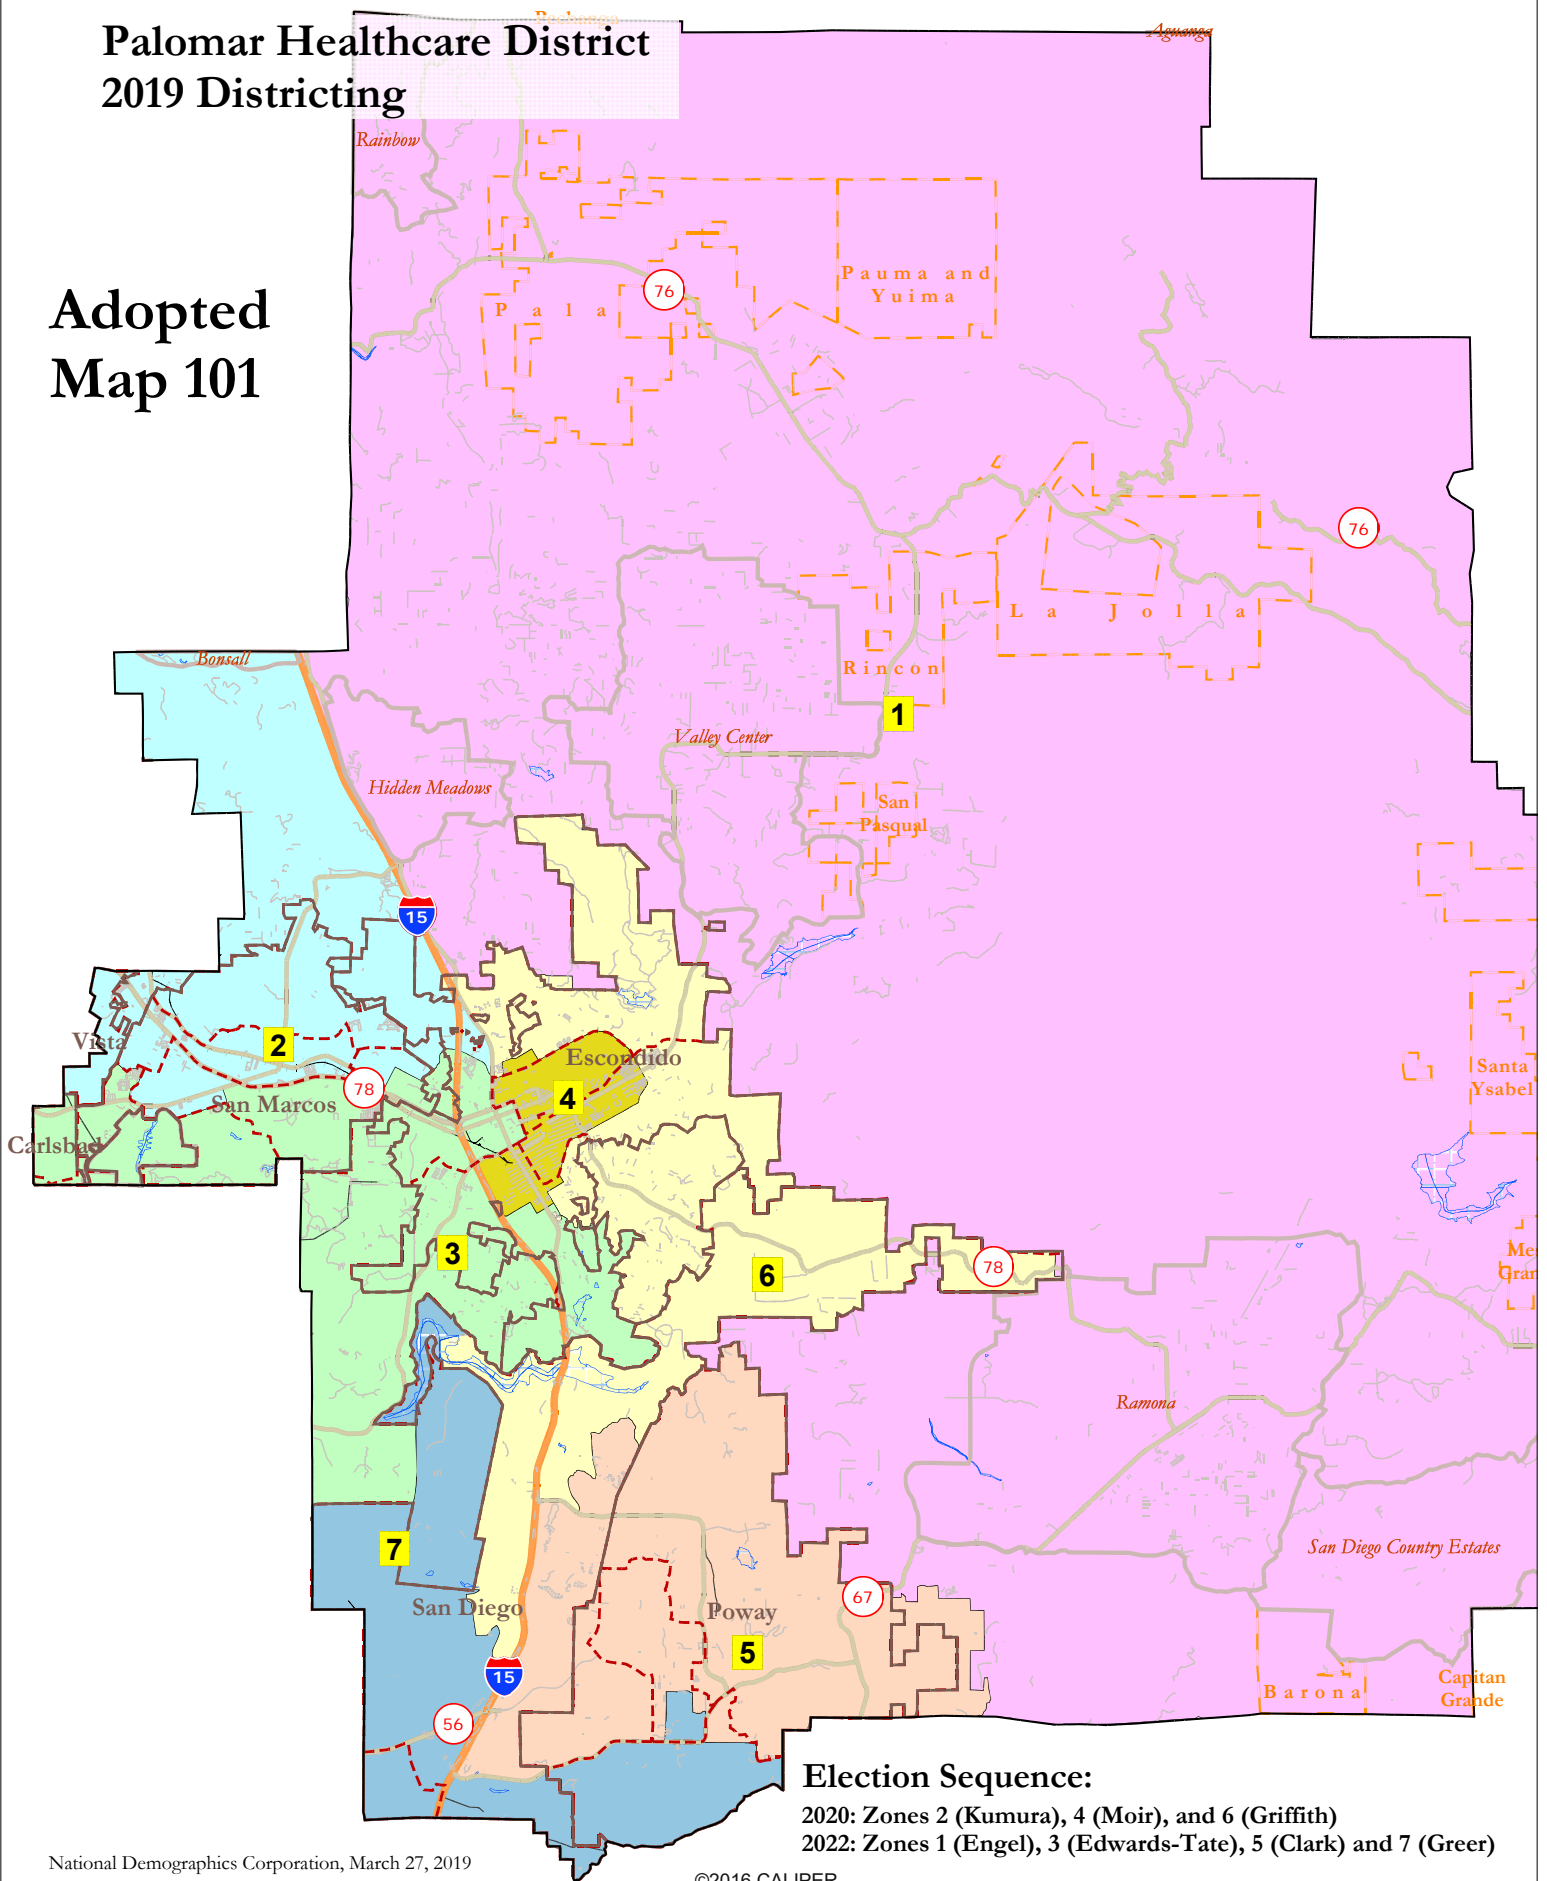 Pechanga
Aguanga
Palomar Healthcare District
2019 Districting
Rainbow
Adopted
Map 101
76
Pala
Pauma and
Yuima
76
La Jolla
Rincon
Bonsall
1
Valley Center
Hidden Meadows
San
Pasqual
15
Vista
2
Escondido
78
4
San Marcos
Carlsbad
Santa
Ysabel
3
6
78
Ramona
7
San Diego
San Diego Country Estates
67
Poway
5
15
56
Barona
Capitan
Grande
Election Sequence:
2020: Zones 2 (Kumura), 4 (Moir), and 6 (Griffith)
2022: Zones 1 (Engel), 3 (Edwards-Tate), 5 (Clark) and 7 (Greer)
National Demographics Corporation, March 27, 2019
©2016 CALIPER